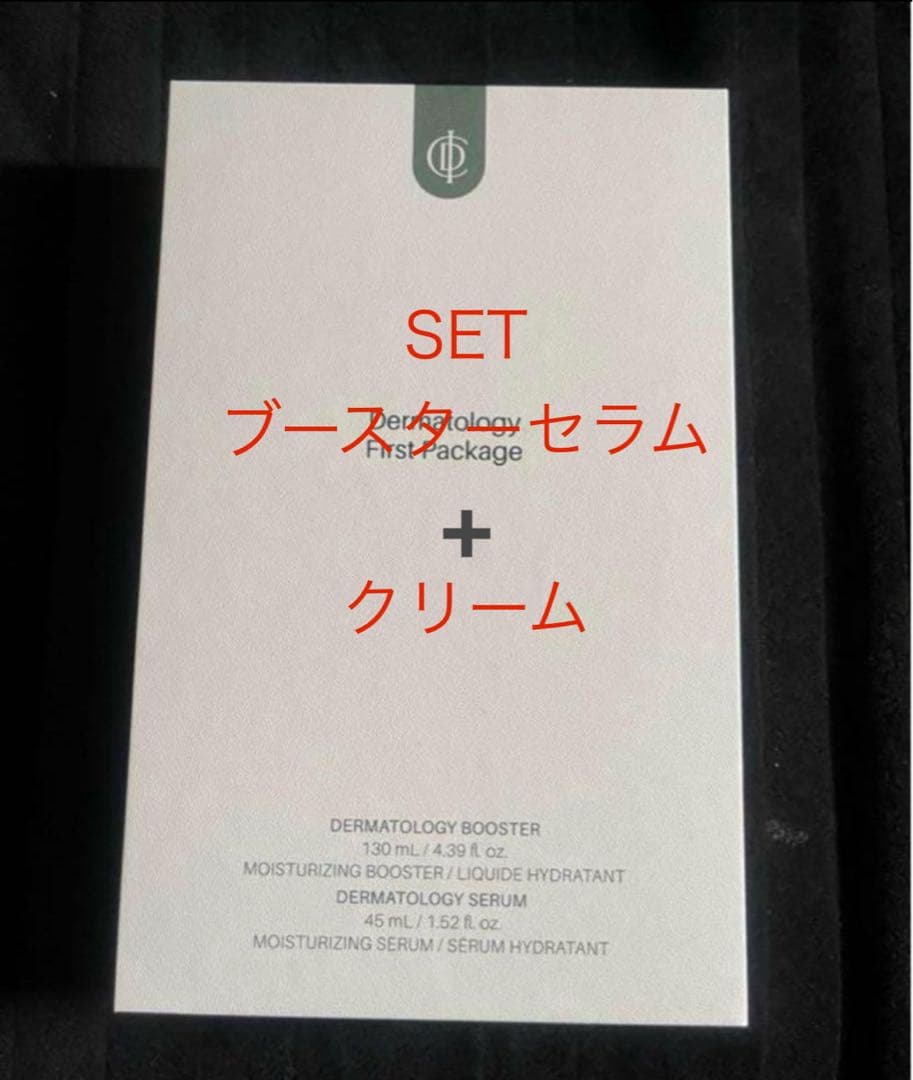 SET
Dermatology
ブースターセラム
First Package
+
クリーム
DERMATOLOGY BOOSTER
130 mL / 4.39 fl. oz.
MOISTURIZING BOOSTER / LIQUIDE HYDRATANT
DERMATOLOGY SERUM
45 mL / 1.52 fl. oz.
MOISTURIZING SERUM / SÉRUM HYDRATANT